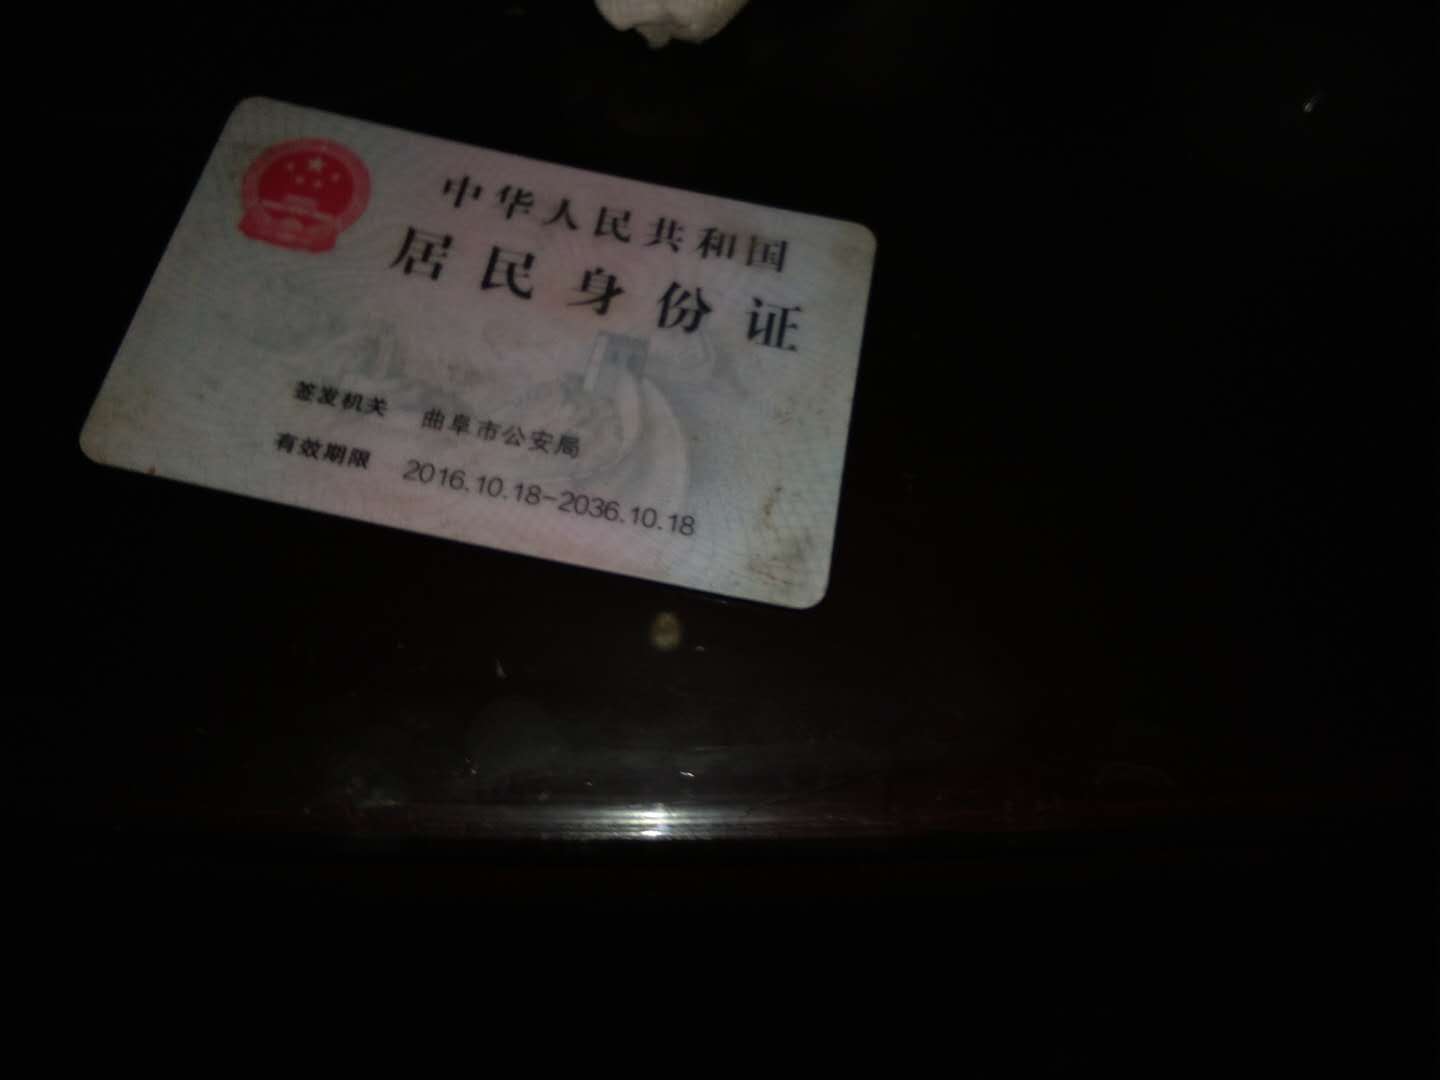 中华人民共和国
居民身份证
签发机关 曲阜市公安局
有效期限 2016.10.18-2036.10.18